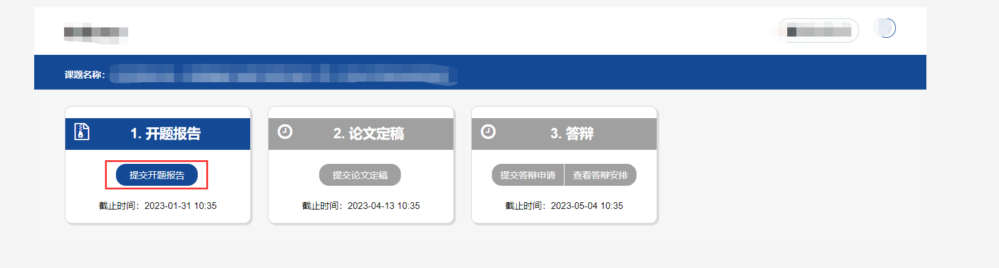 课题名称：
1. 开题报告
提交开题报告
截止时间：2023-01-31 10:35
2. 论文定稿
提交论文定稿
截止时间：2023-04-13 10:35
3. 答辩
提交答辩申请 查看答辩安排
截止时间：2023-05-04 10:35